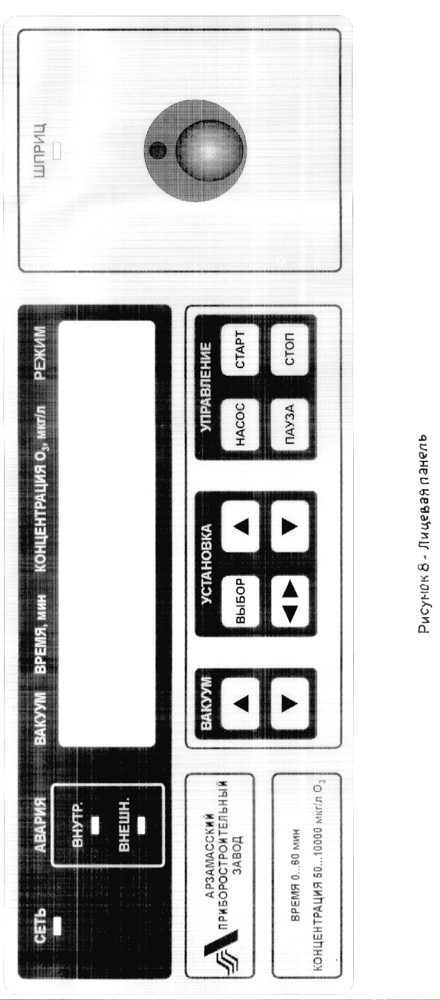 СЕТЬ
АВАРИЯ
ВНУТР.
ВНЕШН.
ВАКУУМ
ВРЕМЯ, мин
КОНЦЕНТРАЦИЯ O₃, мкг/л
РЕЖИМ
ШПРИЦ
АРЗАМАССКИЙ
ПРИБОРОСТРОИТЕЛЬНЫЙ
ЗАВОД
ВРЕМЯ 0...60 мин
КОНЦЕНТРАЦИЯ 50...10000 мкг/л O₃
ВАКУУМ
▲
▼
УСТАНОВКА
ВЫБОР ▲
◀▶ ▼
УПРАВЛЕНИЕ
НАСОС СТАРТ
ПАУЗА СТОП
Рисунок 8 - Лицевая панель